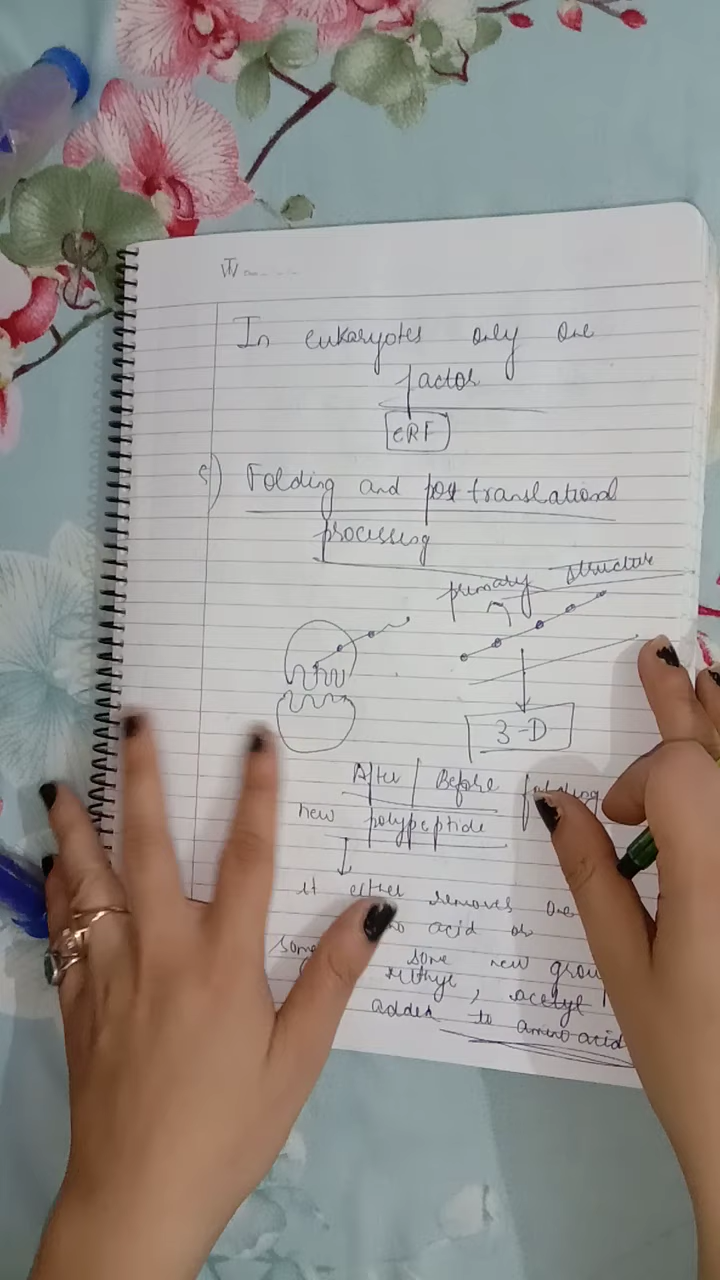 In eukaryotes only one
factor
eRF
5) Folding and post translational
processing
primary structure
3-D
After / Before folding
new polypeptide
it either removes one
acid or
some new
methyl, acetyl
added to amino acid